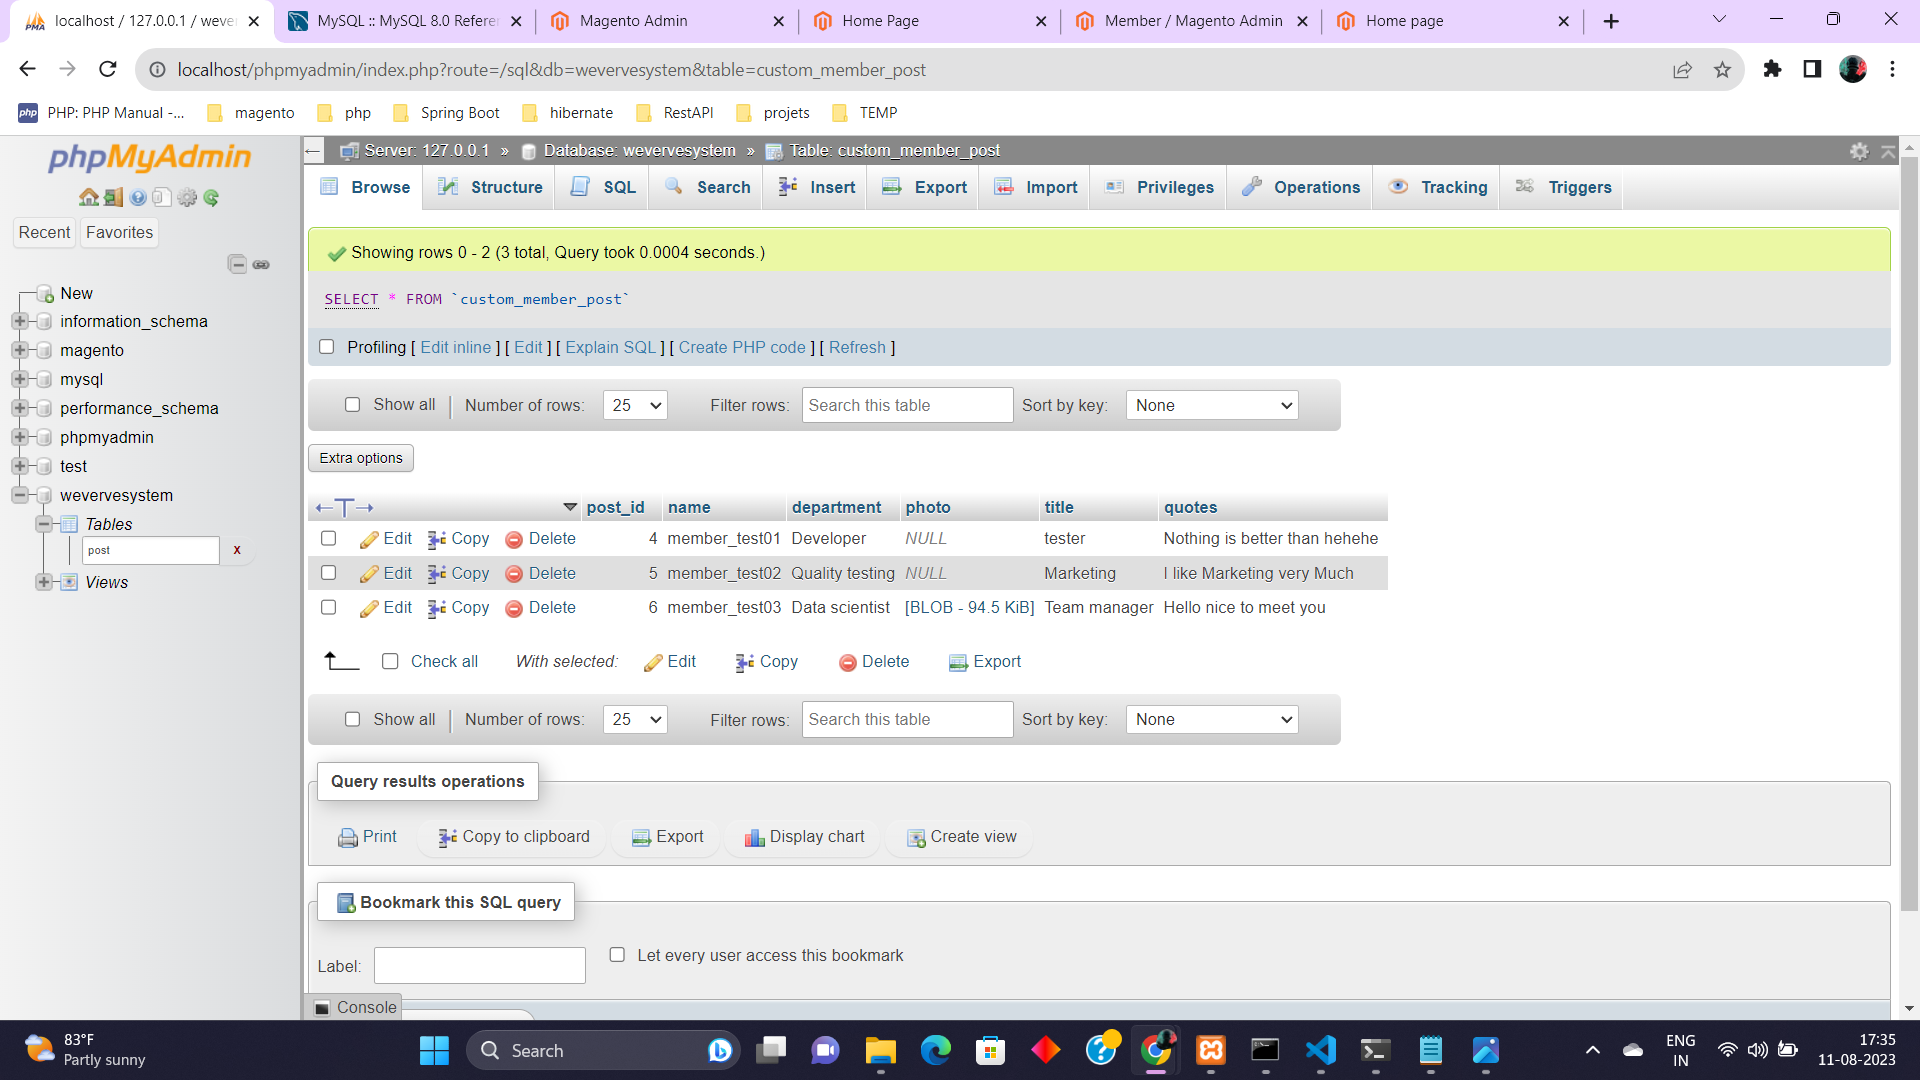 localhost / 127.0.0.1 / weverv
MySQL :: MySQL 8.0 Referen
Magento Admin
Home Page
Member / Magento Admin
Home page
localhost/phpmyadmin/index.php?route=/sql&db=wevervesystem&table=custom_member_post
PHP: PHP Manual -...
magento
php
Spring Boot
hibernate
RestAPI
projets
TEMP
phpMyAdmin
Recent
Favorites
New
information_schema
magento
mysql
performance_schema
phpmyadmin
test
wevervesystem
Tables
post
X
Views
Server: 127.0.0.1 » Database: wevervesystem » Table: custom_member_post
Browse
Structure
SQL
Search
Insert
Export
Import
Privileges
Operations
Tracking
Triggers
Showing rows 0 - 2 (3 total, Query took 0.0004 seconds.)
SELECT * FROM `custom_member_post`
Profiling [ Edit inline ] [ Edit ] [ Explain SQL ] [ Create PHP code ] [ Refresh ]
Show all | Number of rows: 25 Filter rows: Search this table Sort by key: None
Extra options
post_id name department photo title quotes
Edit Copy Delete 4 member_test01 Developer NULL tester Nothing is better than hehehe
Edit Copy Delete 5 member_test02 Quality testing NULL Marketing I like Marketing very Much
Edit Copy Delete 6 member_test03 Data scientist [BLOB - 94.5 KiB] Team manager Hello nice to meet you
Check all With selected: Edit Copy Delete Export
Show all | Number of rows: 25 Filter rows: Search this table Sort by key: None
Query results operations
Print Copy to clipboard Export Display chart Create view
Bookmark this SQL query
Label:
Let every user access this bookmark
Console
83°F
Partly sunny
Search
ENG
IN
17:35
11-08-2023